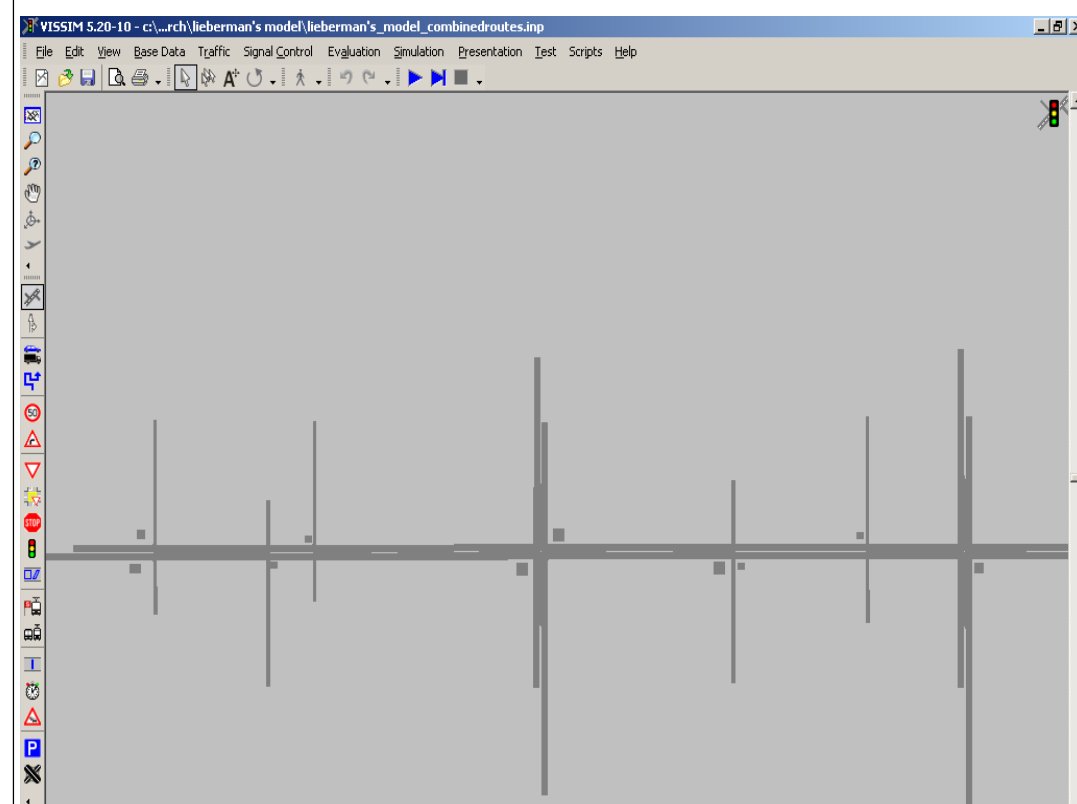 VISSIM 5.20-10 - c:\...rch\lieberman's model\lieberman's_model_combinedroutes.inp
File Edit View Base Data Traffic Signal Control Evaluation Simulation Presentation Test Scripts Help
A
?
50
STOP
P